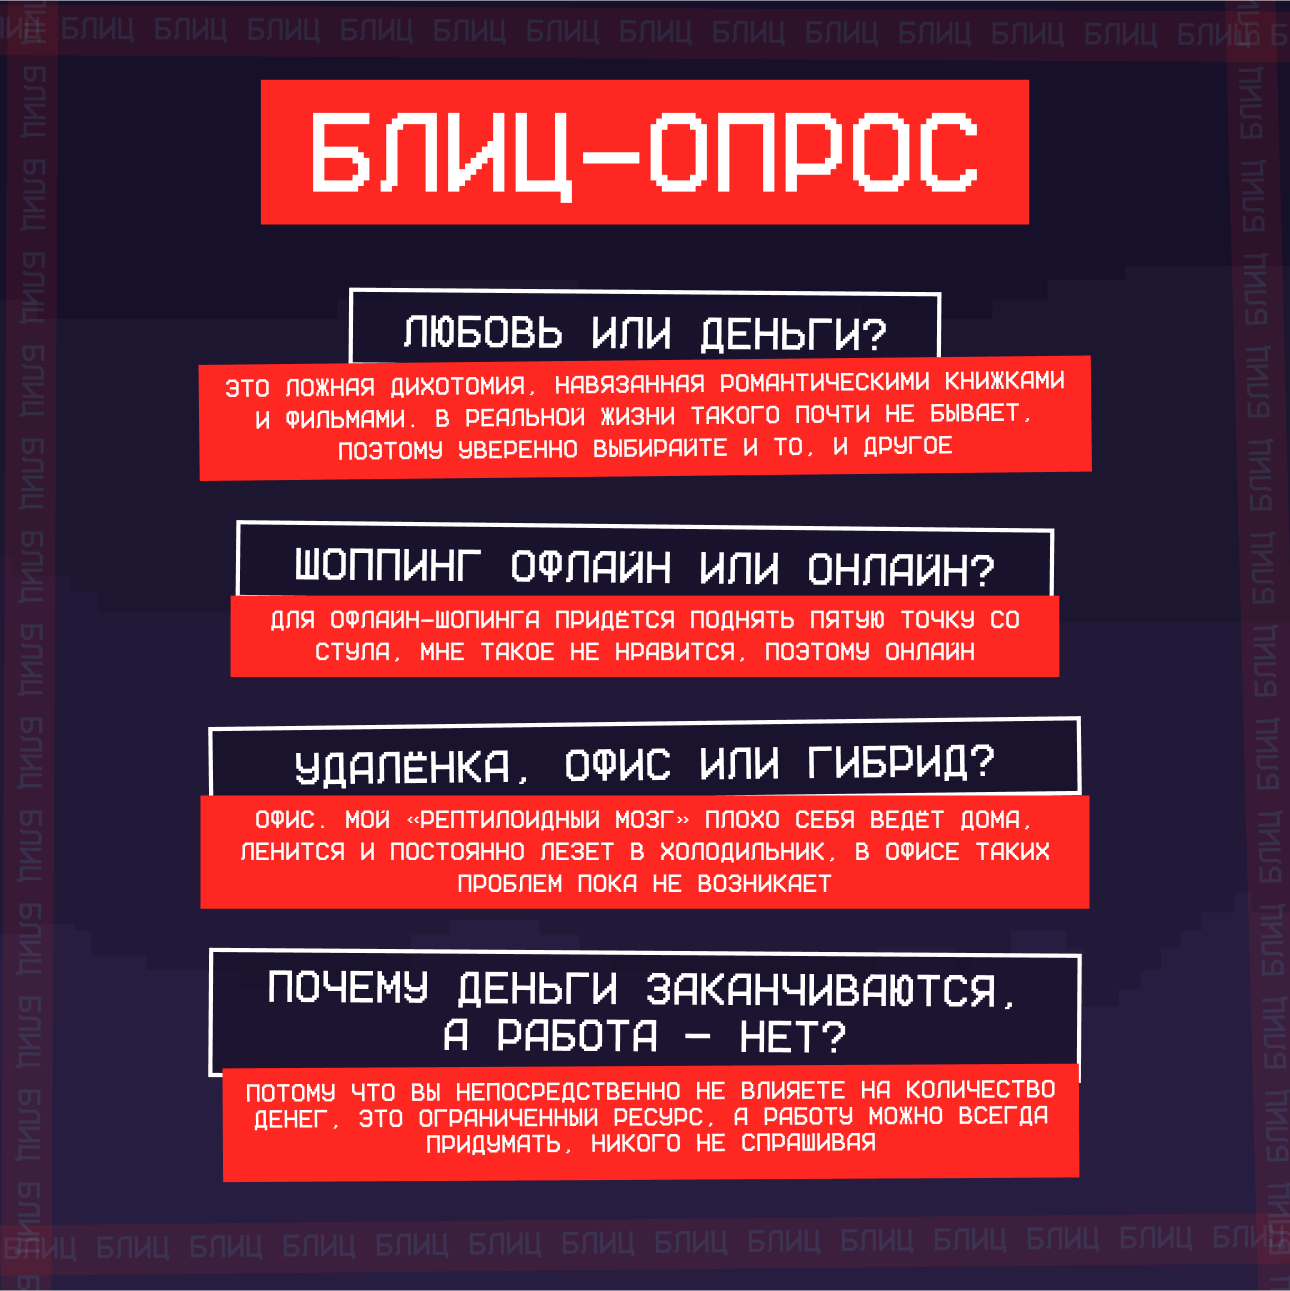 БЛИЦ БЛИЦ БЛИЦ БЛИЦ БЛИЦ БЛИЦ БЛИЦ БЛИЦ БЛИЦ БЛИЦ БЛИЦ БЛИЦ БЛИЦ
БЛИЦ-ОПРОС
ЛЮБОВЬ ИЛИ ДЕНЬГИ?
ЭТО ЛОЖНАЯ ДИХОТОМИЯ, НАВЯЗАННАЯ РОМАНТИЧЕСКИМИ КНИЖКАМИ
И ФИЛЬМАМИ. В РЕАЛЬНОЙ ЖИЗНИ ТАКОГО ПОЧТИ НЕ БЫВАЕТ,
ПОЭТОМУ УВЕРЕННО ВЫБИРАЙТЕ И ТО, И ДРУГОЕ
ШОППИНГ ОФЛАЙН ИЛИ ОНЛАЙН?
ДЛЯ ОФЛАЙН-ШОПИНГА ПРИДЁТСЯ ПОДНЯТЬ ПЯТУЮ ТОЧКУ СО
СТУЛА, МНЕ ТАКОЕ НЕ НРАВИТСЯ, ПОЭТОМУ ОНЛАЙН
УДАЛЁНКА, ОФИС ИЛИ ГИБРИД?
ОФИС. МОЙ «РЕПТИЛОИДНЫЙ МОЗГ» ПЛОХО СЕБЯ ВЕДЁТ ДОМА,
ЛЕНИТСЯ И ПОСТОЯННО ЛЕЗЕТ В ХОЛОДИЛЬНИК, В ОФИСЕ ТАКИХ
ПРОБЛЕМ ПОКА НЕ ВОЗНИКАЕТ
ПОЧЕМУ ДЕНЬГИ ЗАКАНЧИВАЮТСЯ,
А РАБОТА – НЕТ?
ПОТОМУ ЧТО ВЫ НЕПОСРЕДСТВЕННО НЕ ВЛИЯЕТЕ НА КОЛИЧЕСТВО
ДЕНЕГ, ЭТО ОГРАНИЧЕННЫЙ РЕСУРС, А РАБОТУ МОЖНО ВСЕГДА
ПРИДУМАТЬ, НИКОГО НЕ СПРАШИВАЯ
БЛИЦ БЛИЦ БЛИЦ БЛИЦ БЛИЦ БЛИЦ БЛИЦ БЛИЦ БЛИЦ БЛИЦ БЛИЦ БЛИЦ БЛИЦ БЛИЦ